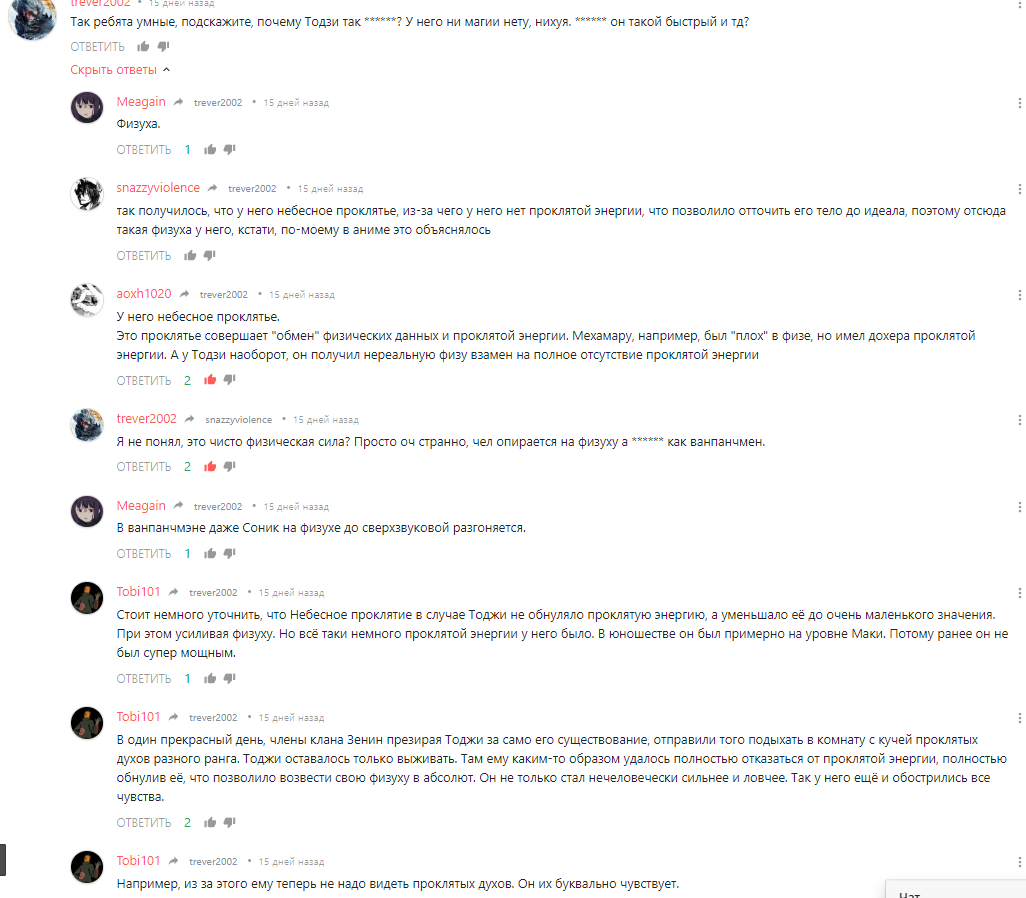 trever2002 • 15 дней назад
Так ребята умные, подскажите, почему Тодзи так ******? У него ни магии нету, нихуя. ****** он такой быстрый и тд?
ОТВЕТИТЬ
Скрыть ответы
Meagain trever2002 • 15 дней назад
Физуха.
ОТВЕТИТЬ 1
snazzyviolence trever2002 • 15 дней назад
так получилось, что у него небесное проклятье, из-за чего у него нет проклятой энергии, что позволило отточить его тело до идеала, поэтому отсюда
такая физуха у него, кстати, по-моему в аниме это объяснялось
ОТВЕТИТЬ
aoxh1020 trever2002 • 15 дней назад
У него небесное проклятье.
Это проклятье совершает "обмен" физических данных и проклятой энергии. Мехамару, например, был "плох" в физе, но имел дохера проклятой
энергии. А у Тодзи наоборот, он получил нереальную физу взамен на полное отсутствие проклятой энергии
ОТВЕТИТЬ 2
trever2002 snazzyviolence • 15 дней назад
Я не понял, это чисто физическая сила? Просто оч странно, чел опирается на физуху а ****** как ванпанчмен.
ОТВЕТИТЬ 2
Meagain trever2002 • 15 дней назад
В ванпанчмэне даже Соник на физухе до сверхзвуковой разгоняется.
ОТВЕТИТЬ 1
Tobi101 trever2002 • 15 дней назад
Стоит немного уточнить, что Небесное проклятие в случае Тоджи не обнуляло проклятую энергию, а уменьшало её до очень маленького значения.
При этом усиливая физуху. Но всё таки немного проклятой энергии у него было. В юношестве он был примерно на уровне Маки. Потому ранее он не
был супер мощным.
ОТВЕТИТЬ 1
Tobi101 trever2002 • 15 дней назад
В один прекрасный день, члены клана Зенин презирая Тоджи за само его существование, отправили того подыхать в комнату с кучей проклятых
духов разного ранга. Тоджи оставалось только выживать. Там ему каким-то образом удалось полностью отказаться от проклятой энергии, полностью
обнулив её, что позволило возвести свою физуху в абсолют. Он не только стал нечеловечески сильнее и ловчее. Так у него ещё и обострились все
чувства.
ОТВЕТИТЬ 2
Tobi101 trever2002 • 15 дней назад
Например, из за этого ему теперь не надо видеть проклятых духов. Он их буквально чувствует.
Чат